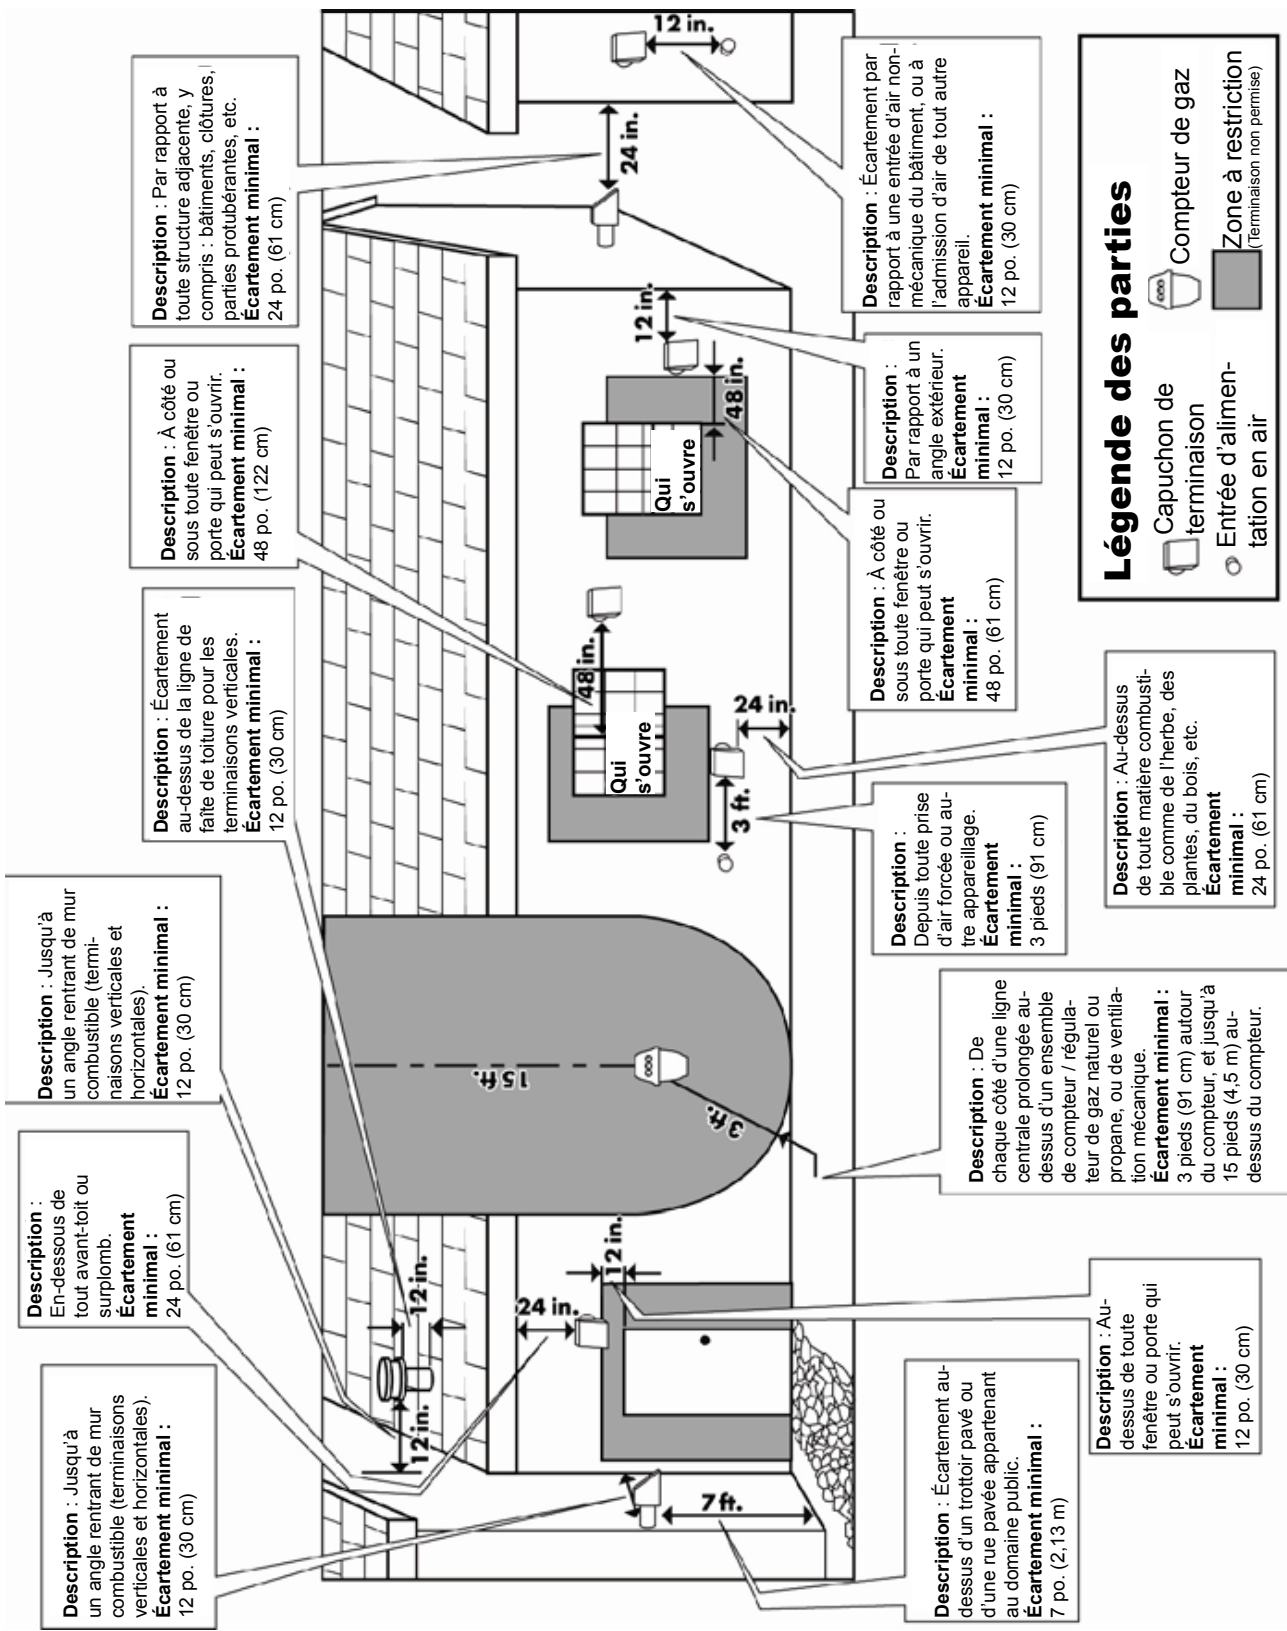 Description : Jusqu'à
un angle rentrant de mur
combustible (terminaisons
verticales et horizontales).
Écartement minimal :
12 po. (30 cm)
Description :
En-dessous de
tout avant-toit ou
surplomb.
Écartement
minimal :
24 po. (61 cm)
Description : Jusqu'à
un angle rentrant de mur
combustible (termi-
naisons verticales et
horizontales).
Écartement minimal :
12 po. (30 cm)
Description : Écartement
au-dessus de la ligne de
faîte de toiture pour les
terminaisons verticales.
Écartement minimal :
12 po. (30 cm)
Description : À côté ou
sous toute fenêtre ou
porte qui peut s'ouvrir.
Écartement minimal :
48 po. (122 cm)
Description : Par rapport à
toute structure adjacente, y
compris : bâtiments, clôtures,
parties protubérantes, etc.
Écartement minimal :
24 po. (61 cm)
12 in.
12 in.
24 in.
12 in.
7 ft.
15 ft.
3 ft.
48 in.
Qui
s'ouvre
3 ft.
24 in.
Qui
s'ouvre
48 in.
12 in.
24 in.
12 in.
Description : Écartement au-
dessus d'un trottoir pavé ou
d'une rue pavée appartenant
au domaine public.
Écartement minimal :
7 po. (2,13 m)
Description : Au-
dessus de toute
fenêtre ou porte qui
peut s'ouvrir.
Écartement
minimal :
12 po. (30 cm)
Description : De
chaque côté d'une ligne
centrale prolongée au-
dessus d'un ensemble
de compteur / régula-
teur de gaz naturel ou
propane, ou de ventila-
tion mécanique.
Écartement minimal :
3 pieds (91 cm) autour
du compteur, et jusqu'à
15 pieds (4,5 m) au-
dessus du compteur.
Description :
Depuis toute prise
d'air forcée ou au-
tre appareillage.
Écartement
minimal :
3 pieds (91 cm)
Description : Au-dessus
de toute matière combusti-
ble comme de l'herbe, des
plantes, du bois, etc.
Écartement
minimal :
24 po. (61 cm)
Description : À côté ou
sous toute fenêtre ou
porte qui peut s'ouvrir.
Écartement
minimal :
48 po. (61 cm)
Description :
Par rapport à un
angle extérieur.
Écartement
minimal :
12 po. (30 cm)
Description : Écartement par
rapport à une entrée d'air non-
mécanique du bâtiment, ou à
l'admission d'air de tout autre
appareil.
Écartement minimal :
12 po. (30 cm)
Légende des parties
Capuchon de
terminaison
Compteur de gaz
Entrée d'alimen-
tation en air
Zone à restriction
(Terminaison non permise)